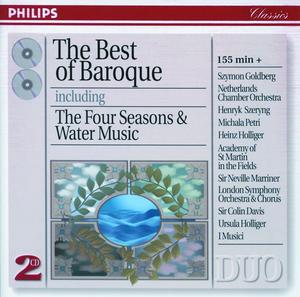 PHILIPS
Classics
The Best
of Baroque
including
The Four Seasons &
Water Music
155 min +
Szymon Goldberg
Netherlands
Chamber Orchestra
Henryk Szeryng
Michala Petri
Heinz Holliger
Academy of
St Martin
in the Fields
Sir Neville Marriner
London Symphony
Orchestra & Chorus
Sir Colin Davis
Ursula Holliger
I Musici
2 CD
DUO